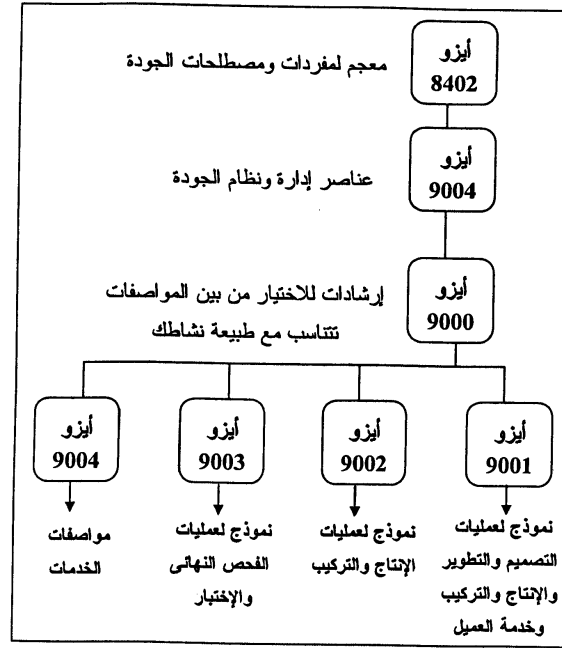 أيزو
8402
معجم لمفردات ومصطلحات الجودة
أيزو
9004
عناصر إدارة ونظام الجودة
أيزو
9000
إرشادات للاختيار من بين المواصفات
تتناسب مع طبيعة نشاطك
أيزو
9001
نموذج لعمليات
التصميم والتطوير
والإنتاج والتركيب
وخدمة العميل
أيزو
9002
نموذج لعمليات
الإنتاج والتركيب
أيزو
9003
نموذج لعمليات
الفحص النهائى
والإختبار
أيزو
9004
مواصفات
الخدمات